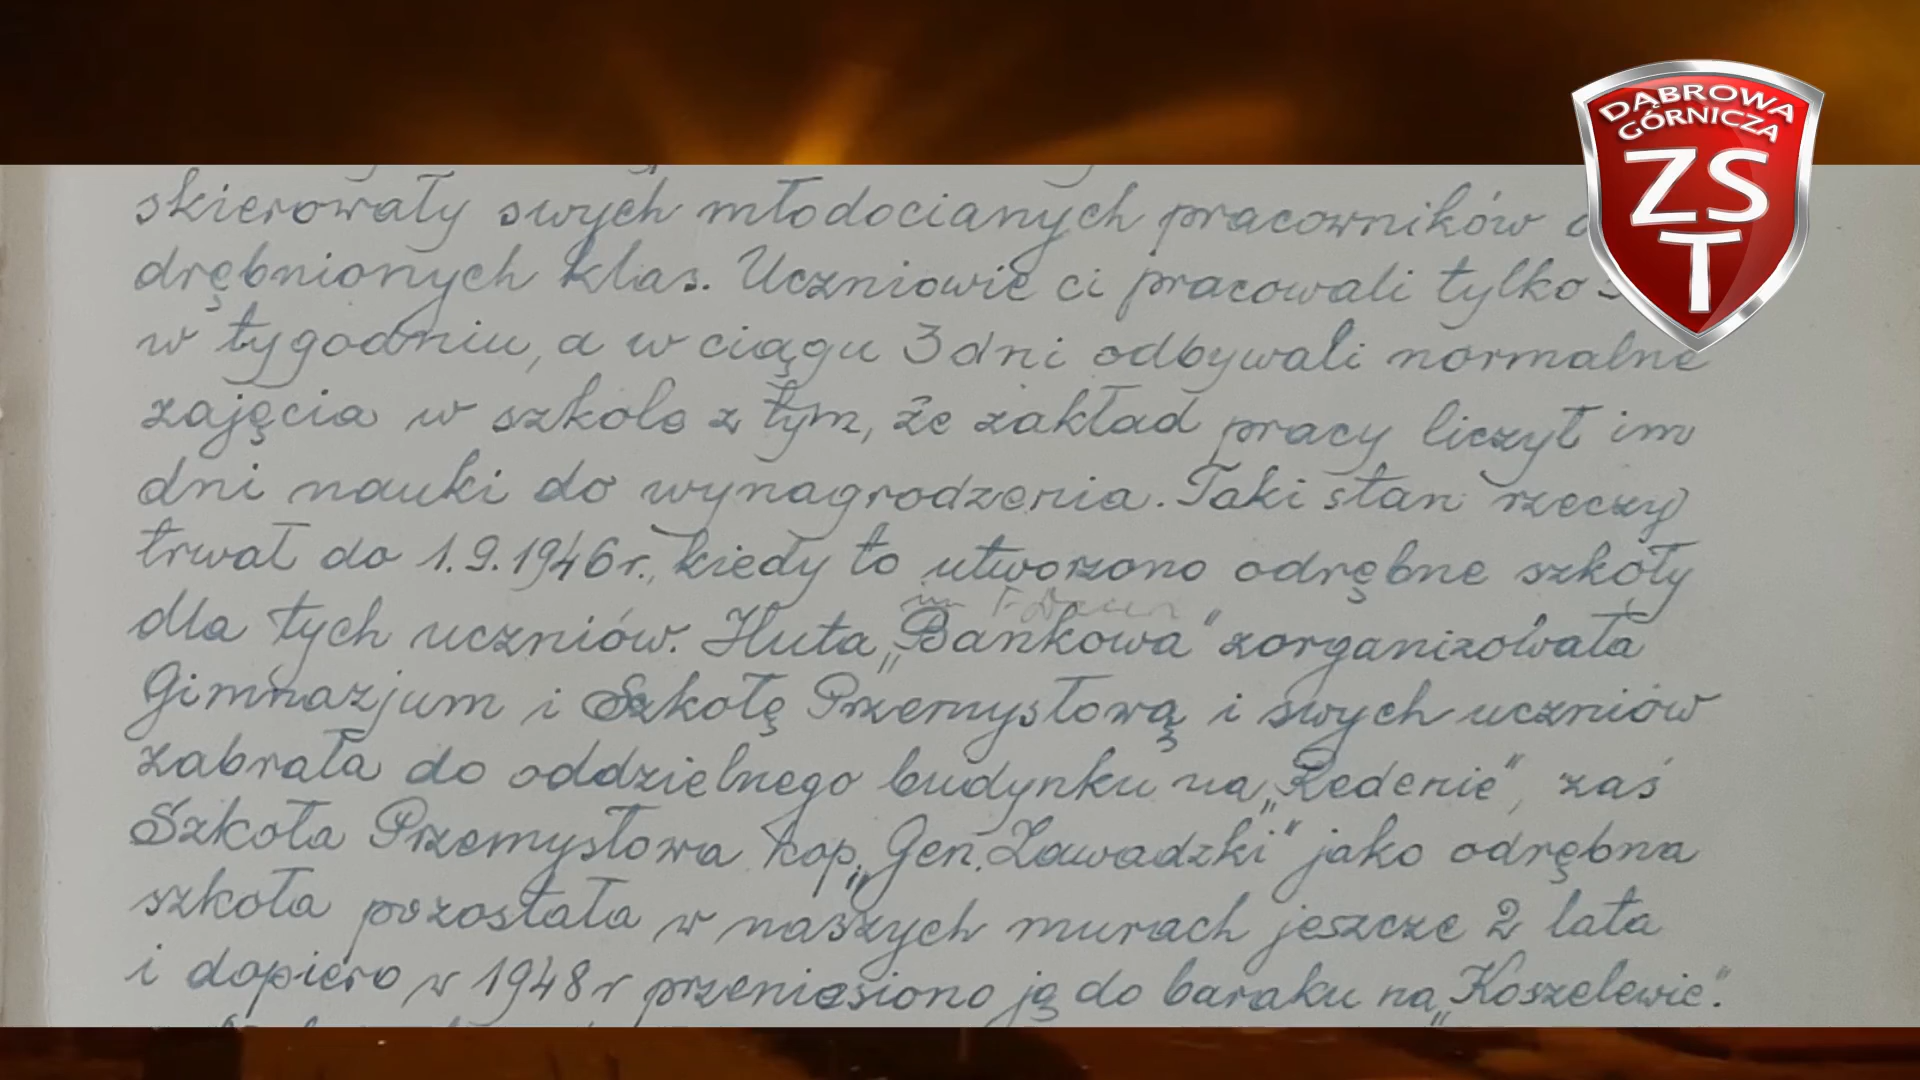 DĄBROWA
GÓRNICZA
ZS
T
skierowały swych młodocianych pracowników
drębnionych klas. Uczniowie ci pracowali tylko
w tygodniu, a w ciągu 3 dni odbywali normalne
zajęcia w szkole z tym, że zakład pracy liczył im
dni nauki do wynagrodzenia. Taki stan rzeczy
trwał do 1.9.1946 r., kiedy to utworzono odrębne szkoły
dla tych uczniów. Huta „Bankowa" zorganizowała
Gimnazjum i Szkołę Przemysłową i swych uczniów
zabrała do oddzielnego budynku na „Redenie", zaś
Szkoła Przemysłowa kop. „Gen. Zawadzki" jako odrębna
szkoła pozostała w naszych murach jeszcze 2 lata
i dopiero w 1948 r przeniesiono ją do baraku na „Koszelewie".